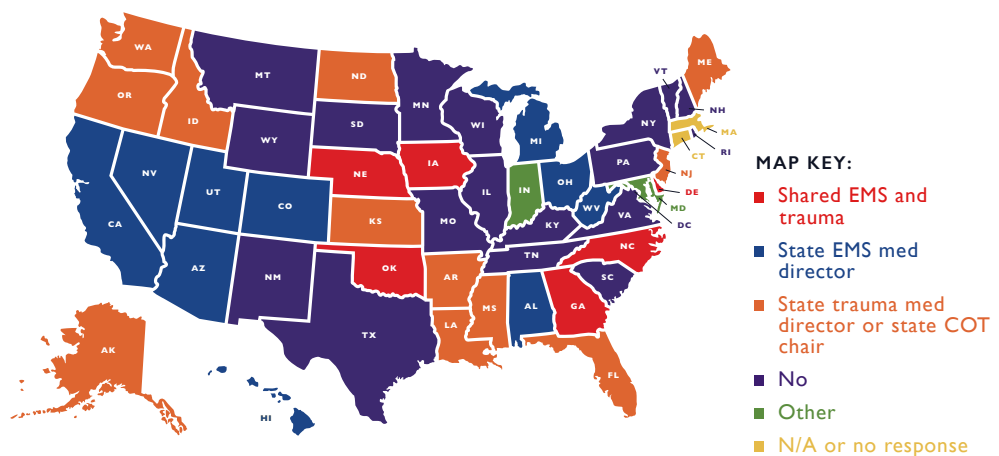 WA
MT
ND
MN
VT
ME
OR
ID
SD
WI
NY
NH
WY
MI
MA
RI
CT
IA
NE
PA
NJ
NV
UT
CO
IL
IN
OH
DE
MD
DC
CA
KS
MO
WV
VA
KY
NC
TN
AZ
NM
OK
AR
SC
MS
AL
GA
TX
LA
FL
AK
HI
MAP KEY:
Shared EMS and
trauma
State EMS med
director
State trauma med
director or state COT
chair
No
Other
N/A or no response